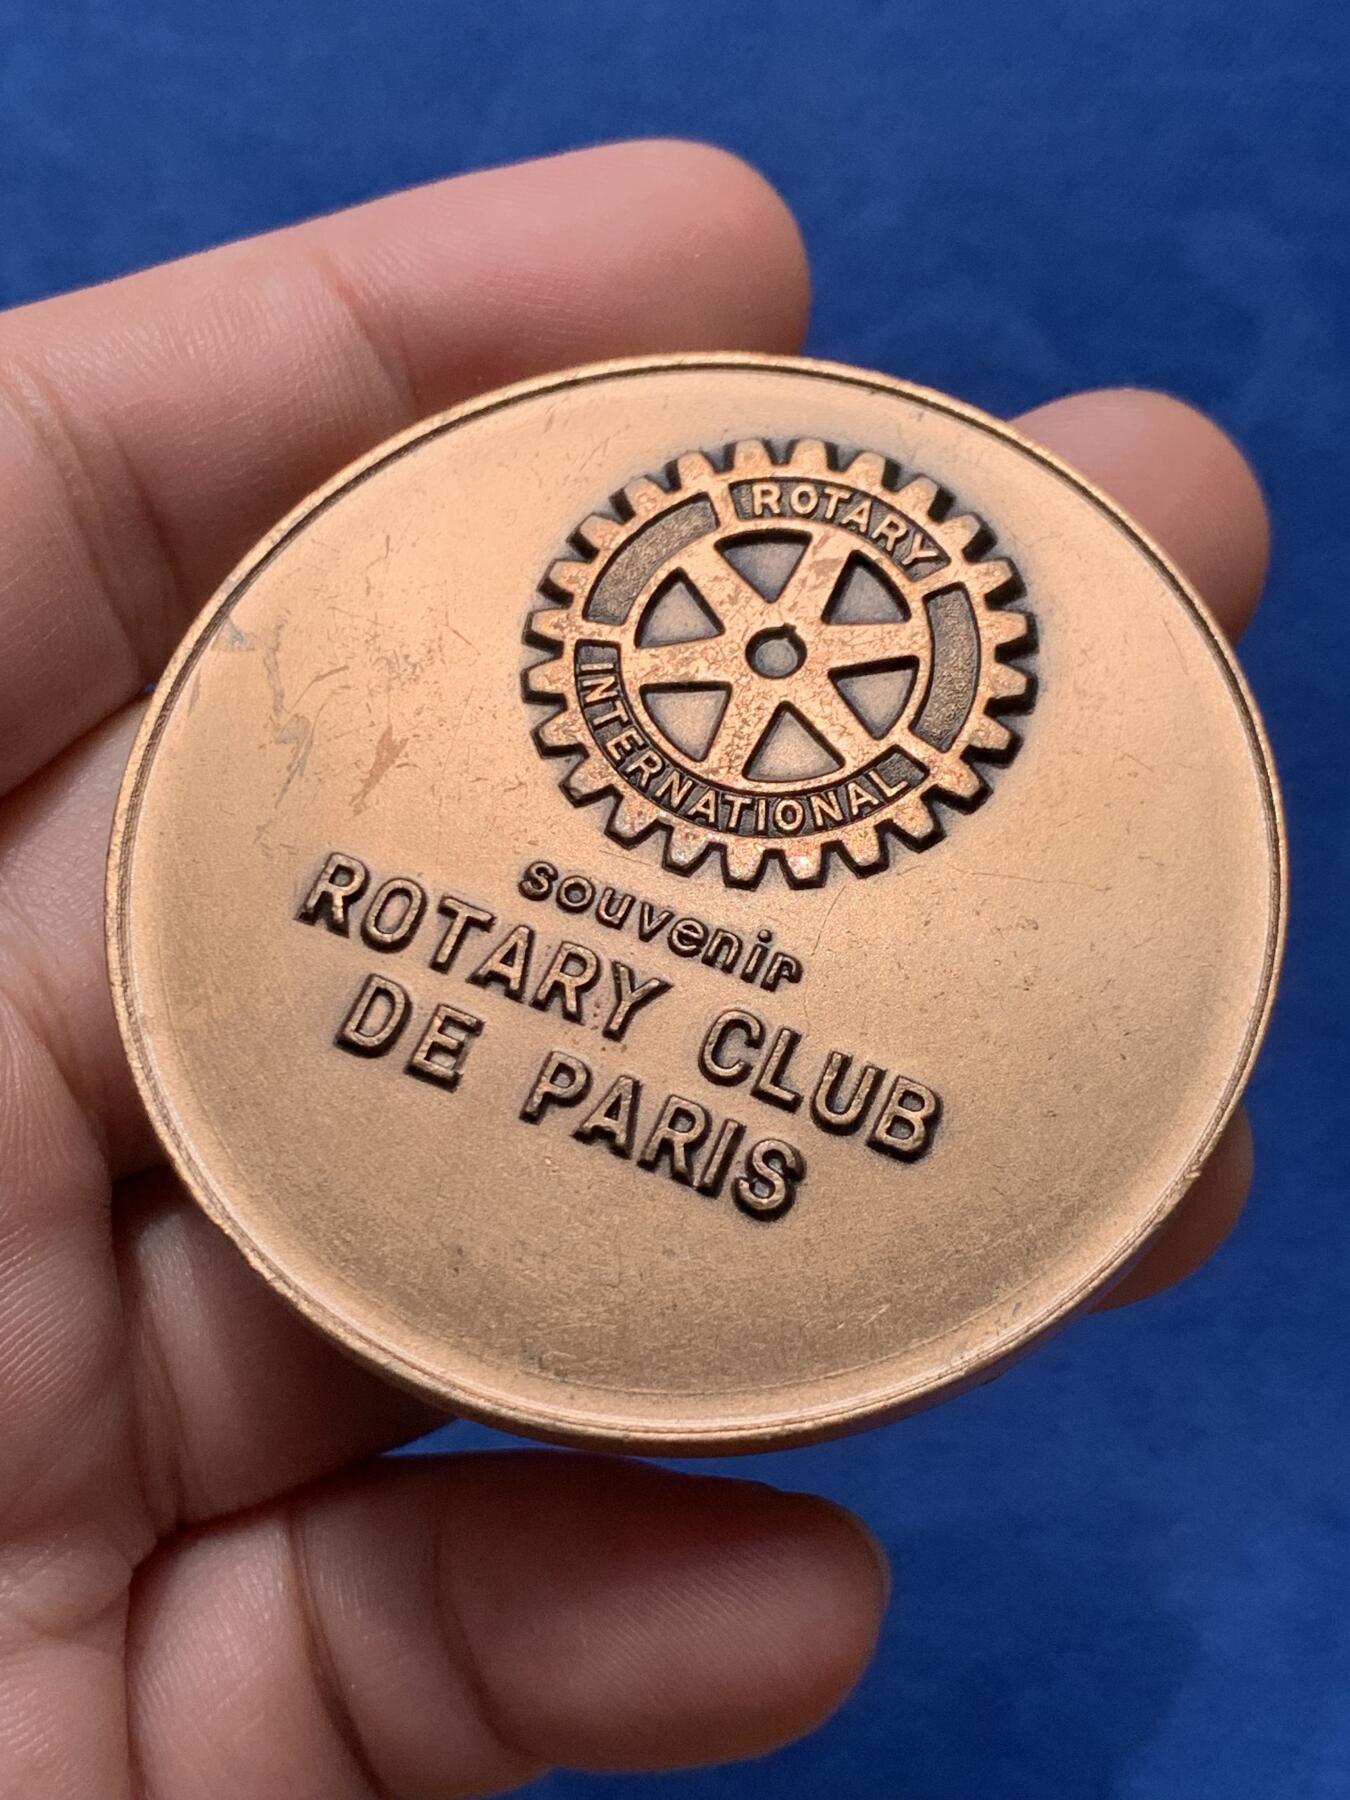 ROTARY
INTERNATIONAL
souvenir
ROTARY CLUB
DE PARIS